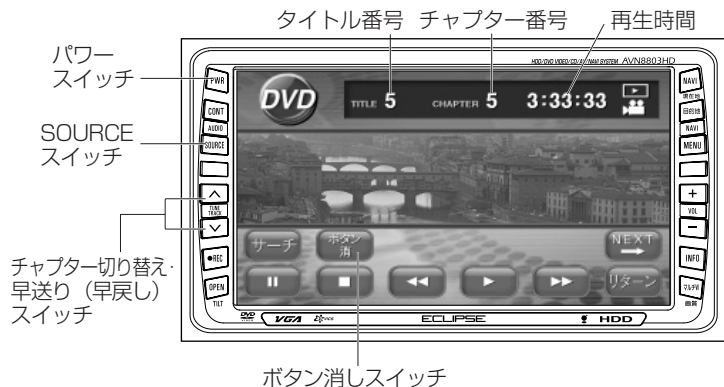 タイトル番号 チャプター番号 再生時間
パワー
スイッチ
SOURCE
スイッチ
チャプター切り替え・
早送り（早戻し）
スイッチ
HDD/DVD VIDEO/CD/AV NAVI SYSTEM AVN8803HD
PWR
CONT
AUDIO
SOURCE
TUNE
TRACK
●REC
OPEN
TILT
DVD
TITLE 5 CHAPTER 5 3:33:33
サーチ
ボタン
消
NEXT
リターン
NAVI
現在地
目的地
NAVI
MENU
+
VOL
−
INFO
マルチW
画質
DVD
VGA
ECLIPSE
HDD
ボタン消しスイッチ